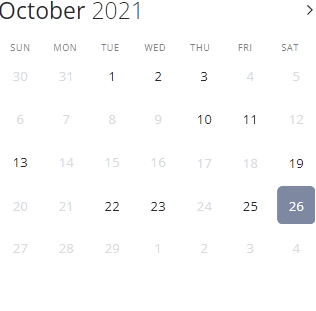 October 2021
SUN MON TUE WED THU FRI SAT
30 31 1 2 3 4 5
6 7 8 9 10 11 12
13 14 15 16 17 18 19
20 21 22 23 24 25 26
27 28 29 1 2 3 4